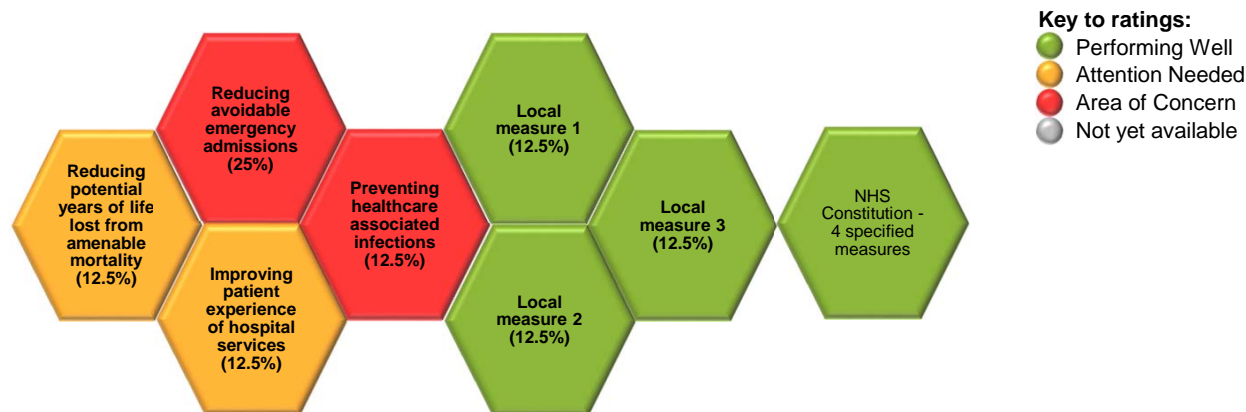 Reducing
potential
years of life
lost from
amenable
mortality
(12.5%)
Reducing
avoidable
emergency
admissions
(25%)
Improving
patient
experience
of hospital
services
(12.5%)
Preventing
healthcare
associated
infections
(12.5%)
Local
measure 1
(12.5%)
Local
measure 2
(12.5%)
Local
measure 3
(12.5%)
NHS
Constitution -
4 specified
measures
Key to ratings:
Performing Well
Attention Needed
Area of Concern
Not yet available